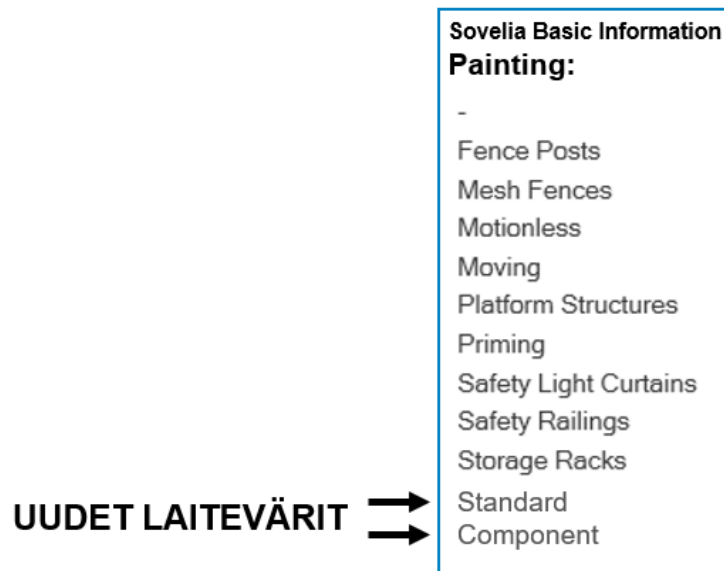 Sovelia Basic Information
Painting:
-
Fence Posts
Mesh Fences
Motionless
Moving
Platform Structures
Priming
Safety Light Curtains
Safety Railings
Storage Racks
Standard
UUDET LAITEVÄRIT
Component